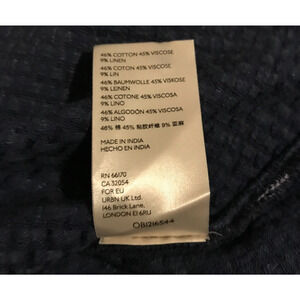 46% COTTON 45% VISCOSE
9% LINEN
46% COTON 45% VISCOSE
9% LIN
46% BAUMWOLLE 45% VISKOSE
9% LEINEN
46% COTONE 45% VISCOSA
9% LINO
46% ALGODÓN 45% VISCOSA
9% LINO
46% 棉 45% 粘胶纤维 9% 亚麻
MADE IN INDIA
HECHO EN INDIA
RN 66170
CA 32054
FOR EU
URBN UK Ltd.
146 Brick Lane,
LONDON E1 6RU
OB1216544